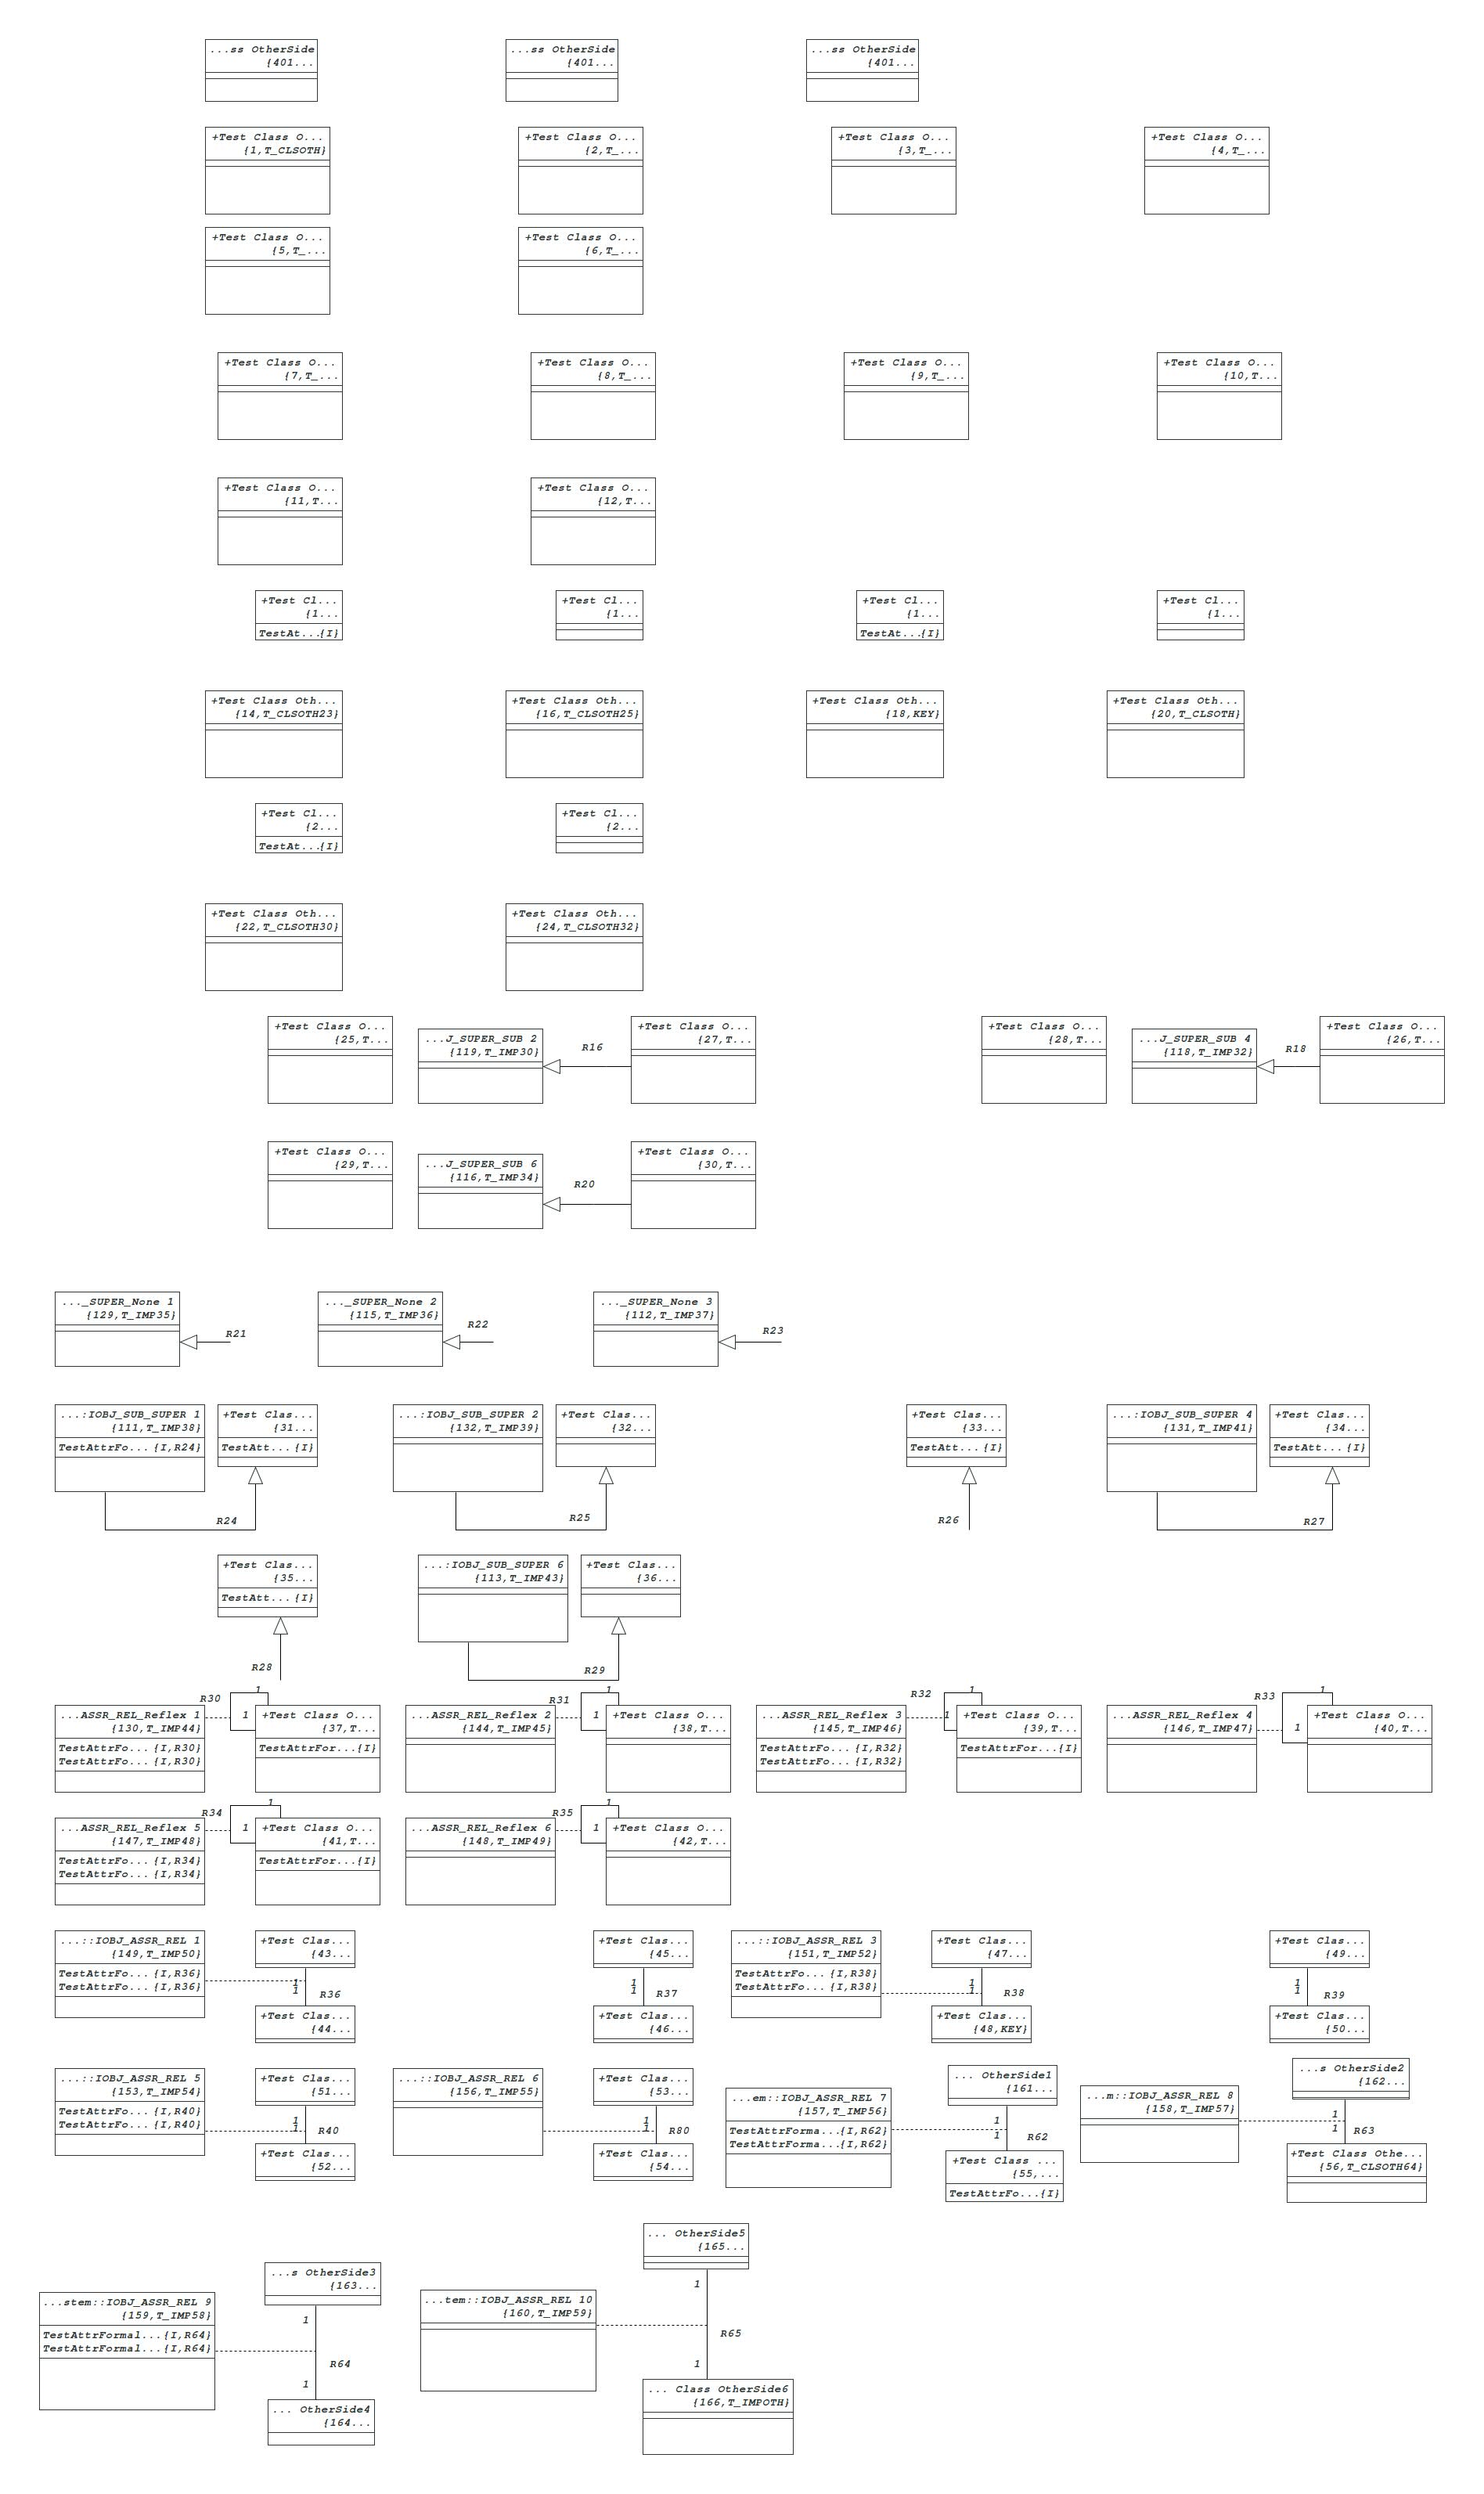 ...ss OtherSide
{401...
...ss OtherSide
{401...
...ss OtherSide
{401...
+Test Class O...
{1,T_CLSOTH}
+Test Class O...
{2,T_...
+Test Class O...
{3,T_...
+Test Class O...
{4,T_...
+Test Class O...
{5,T_...
+Test Class O...
{6,T_...
+Test Class O...
{7,T_...
+Test Class O...
{8,T_...
+Test Class O...
{9,T_...
+Test Class O...
{10,T...
+Test Class O...
{11,T...
+Test Class O...
{12,T...
+Test Cl...
{1...
TestAt...{I}
+Test Cl...
{1...
+Test Cl...
{1...
TestAt...{I}
+Test Cl...
{1...
+Test Class Oth...
{14,T_CLSOTH23}
+Test Class Oth...
{16,T_CLSOTH25}
+Test Class Oth...
{18,KEY}
+Test Class Oth...
{20,T_CLSOTH}
+Test Cl...
{2...
TestAt...{I}
+Test Cl...
{2...
+Test Class Oth...
{22,T_CLSOTH30}
+Test Class Oth...
{24,T_CLSOTH32}
+Test Class O...
{25,T...
...J_SUPER_SUB 2
{119,T_IMP30}
R16
+Test Class O...
{27,T...
+Test Class O...
{28,T...
...J_SUPER_SUB 4
{118,T_IMP32}
R18
+Test Class O...
{26,T...
+Test Class O...
{29,T...
...J_SUPER_SUB 6
{116,T_IMP34}
R20
+Test Class O...
{30,T...
..._SUPER_None 1
{129,T_IMP35}
R21
..._SUPER_None 2
{115,T_IMP36}
R22
..._SUPER_None 3
{112,T_IMP37}
R23
...:IOBJ_SUB_SUPER 1
{111,T_IMP38}
TestAttrFo... {I,R24}
+Test Clas...
{31...
TestAtt... {I}
R24
...:IOBJ_SUB_SUPER 2
{132,T_IMP39}
+Test Clas...
{32...
R25
+Test Clas...
{33...
TestAtt... {I}
R26
...:IOBJ_SUB_SUPER 4
{131,T_IMP41}
+Test Clas...
{34...
TestAtt... {I}
R27
+Test Clas...
{35...
TestAtt... {I}
R28
...:IOBJ_SUB_SUPER 6
{113,T_IMP43}
+Test Clas...
{36...
R29
...ASSR_REL_Reflex 1
{130,T_IMP44}
TestAttrFo... {I,R30}
TestAttrFo... {I,R30}
R30
1
1
+Test Class O...
{37,T...
TestAttrFor...{I}
...ASSR_REL_Reflex 2
{144,T_IMP45}
R31
1
1
+Test Class O...
{38,T...
...ASSR_REL_Reflex 3
{145,T_IMP46}
TestAttrFo... {I,R32}
TestAttrFo... {I,R32}
R32
1
1
+Test Class O...
{39,T...
TestAttrFor...{I}
...ASSR_REL_Reflex 4
{146,T_IMP47}
R33
1
1
+Test Class O...
{40,T...
...ASSR_REL_Reflex 5
{147,T_IMP48}
TestAttrFo... {I,R34}
TestAttrFo... {I,R34}
R34
1
1
+Test Class O...
{41,T...
TestAttrFor...{I}
...ASSR_REL_Reflex 6
{148,T_IMP49}
R35
1
1
+Test Class O...
{42,T...
...::IOBJ_ASSR_REL 1
{149,T_IMP50}
TestAttrFo... {I,R36}
TestAttrFo... {I,R36}
+Test Clas...
{43...
1
1
R36
+Test Clas...
{44...
+Test Clas...
{45...
1
1
R37
+Test Clas...
{46...
...::IOBJ_ASSR_REL 3
{151,T_IMP52}
TestAttrFo... {I,R38}
TestAttrFo... {I,R38}
+Test Clas...
{47...
1
1
R38
+Test Clas...
{48,KEY}
+Test Clas...
{49...
1
1
R39
+Test Clas...
{50...
...::IOBJ_ASSR_REL 5
{153,T_IMP54}
TestAttrFo... {I,R40}
TestAttrFo... {I,R40}
+Test Clas...
{51...
1
1
R40
+Test Clas...
{52...
...::IOBJ_ASSR_REL 6
{156,T_IMP55}
+Test Clas...
{53...
1
1
R80
+Test Clas...
{54...
...em::IOBJ_ASSR_REL 7
{157,T_IMP56}
TestAttrForma...{I,R62}
TestAttrForma...{I,R62}
... OtherSide1
{161...
1
1
R62
+Test Class ...
{55,...
TestAttrFo...{I}
...m::IOBJ_ASSR_REL 8
{158,T_IMP57}
...s OtherSide2
{162...
1
1
R63
+Test Class Othe...
{56,T_CLSOTH64}
...stem::IOBJ_ASSR_REL 9
{159,T_IMP58}
TestAttrFormal...{I,R64}
TestAttrFormal...{I,R64}
...s OtherSide3
{163...
1
R64
1
... OtherSide4
{164...
...tem::IOBJ_ASSR_REL 10
{160,T_IMP59}
... OtherSide5
{165...
1
R65
1
... Class OtherSide6
{166,T_IMPOTH}